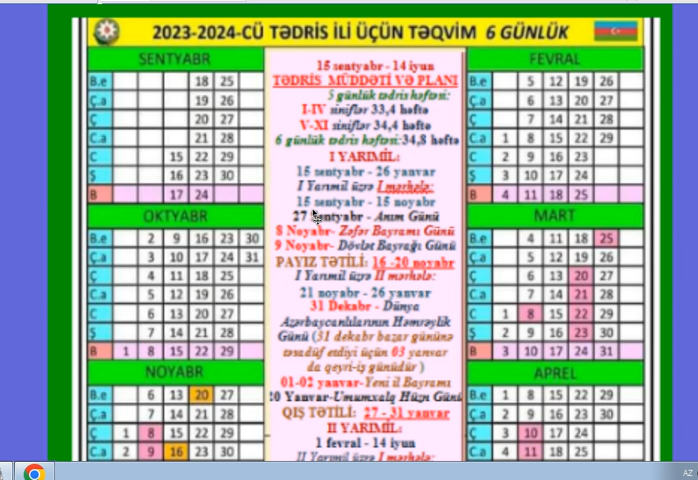 2023-2024-CÜ TƏDRİS İLİ ÜÇÜN TƏQVİM 6 GÜNLÜK
SENTYABR
B.e 18 25
Ç.a 19 26
Ç 20 27
C.a 21 28
C 15 22 29
Ş 16 23 30
B 17 24
OKTYABR
B.e 2 9 16 23 30
Ç.a 3 10 17 24 31
Ç 4 11 18 25
C.a 5 12 19 26
C 6 13 20 27
Ş 7 14 21 28
B 1 8 15 22 29
NOYABR
B.e 6 13 20 27
Ç.a 7 14 21 28
Ç 1 8 15 22 29
C.a 2 9 16 23 30
15 sentyabr - 14 iyun
TƏDRİS MÜDDƏTİ VƏ PLANI
5 günlük tədris həftəsi:
I-IV siniflər 33,4 həftə
V-XI siniflər 34,4 həftə
6 günlük tədris həftəsi:34,8 həftə
I YARIMİL:
15 sentyabr - 26 yanvar
I Yarımil üzrə I mərhələ:
15 sentyabr - 15 noyabr
27 sentyabr - Anım Günü
8 Noyabr- Zəfər Bayramı Günü
9 Noyabr- Dövlət Bayrağı Günü
PAYIZ TƏTİLİ: 16 -20 noyabr
I Yarımil üzrə II mərhələ:
21 noyabr - 26 yanvar
31 Dekabr - Dünya
Azərbaycanlılarının Həmrəylik
Günü (31 dekabr bazar gününə
təsadüf etdiyi üçün 03 yanvar
da qeyri-iş günüdür )
01-02 yanvar-Yeni il Bayramı
20 Yanvar-Umumxalq Hüzn Günü
QIŞ TƏTİLİ: 27 - 31 yanvar
II YARIMİL:
1 fevral - 14 iyun
II Yarımil üzrə I mərhələ:
FEVRAL
B.e 5 12 19 26
Ç.a 6 13 20 27
Ç 7 14 21 28
C.a 1 8 15 22 29
C 2 9 16 23
Ş 3 10 17 24
B 4 11 18 25
MART
B.e 4 11 18 25
Ç.a 5 12 19 26
Ç 6 13 20 27
C.a 7 14 21 28
C 1 8 15 22 29
Ş 2 9 16 23 30
B 3 10 17 24 31
APREL
B.e 1 8 15 22 29
Ç.a 2 9 16 23 30
Ç 3 10 17 24
C.a 4 11 18 25
AZ